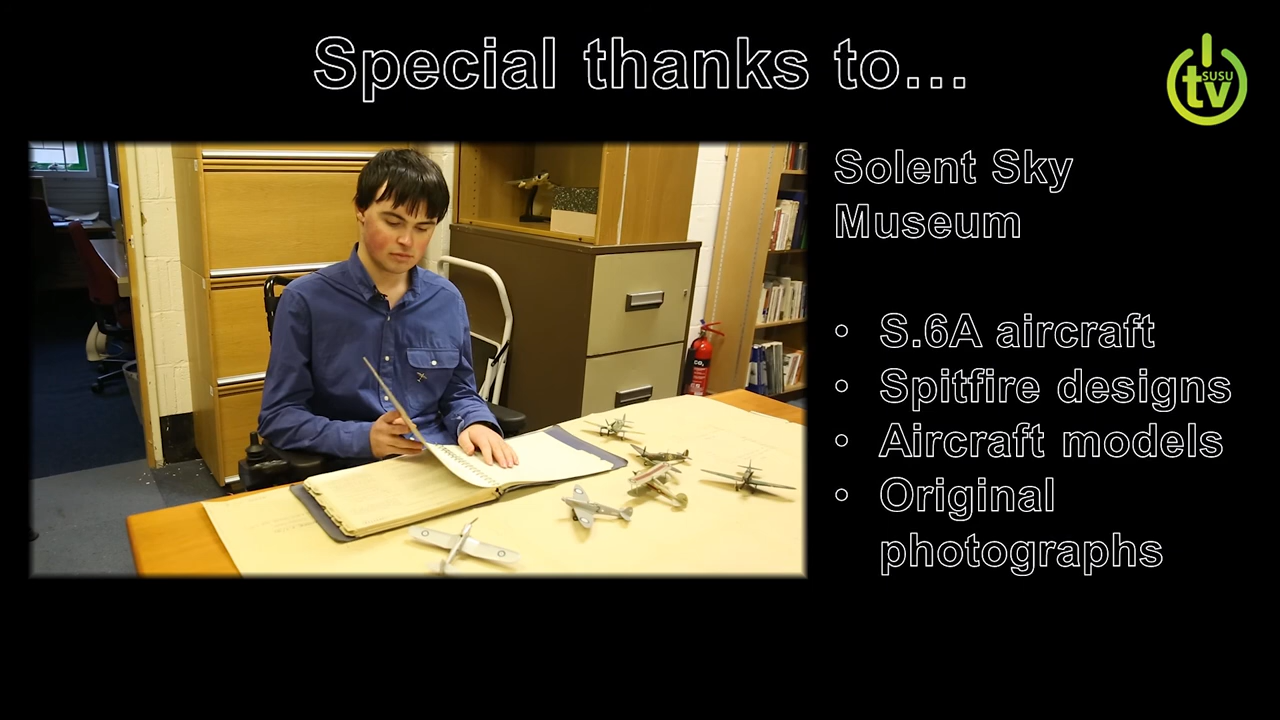 Special thanks to...
SUSU
tv
Solent Sky
Museum
• S.6A aircraft
• Spitfire designs
• Aircraft models
• Original
photographs